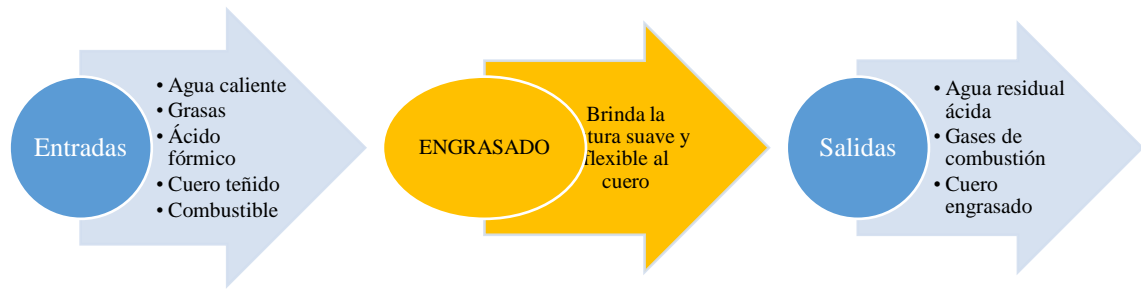 Entradas
• Agua caliente
• Grasas
• Ácido
fórmico
• Cuero teñido
• Combustible
ENGRASADO
Brinda la
tura suave y
flexible al
cuero
Salidas
• Agua residual
ácida
• Gases de
combustión
• Cuero
engrasado